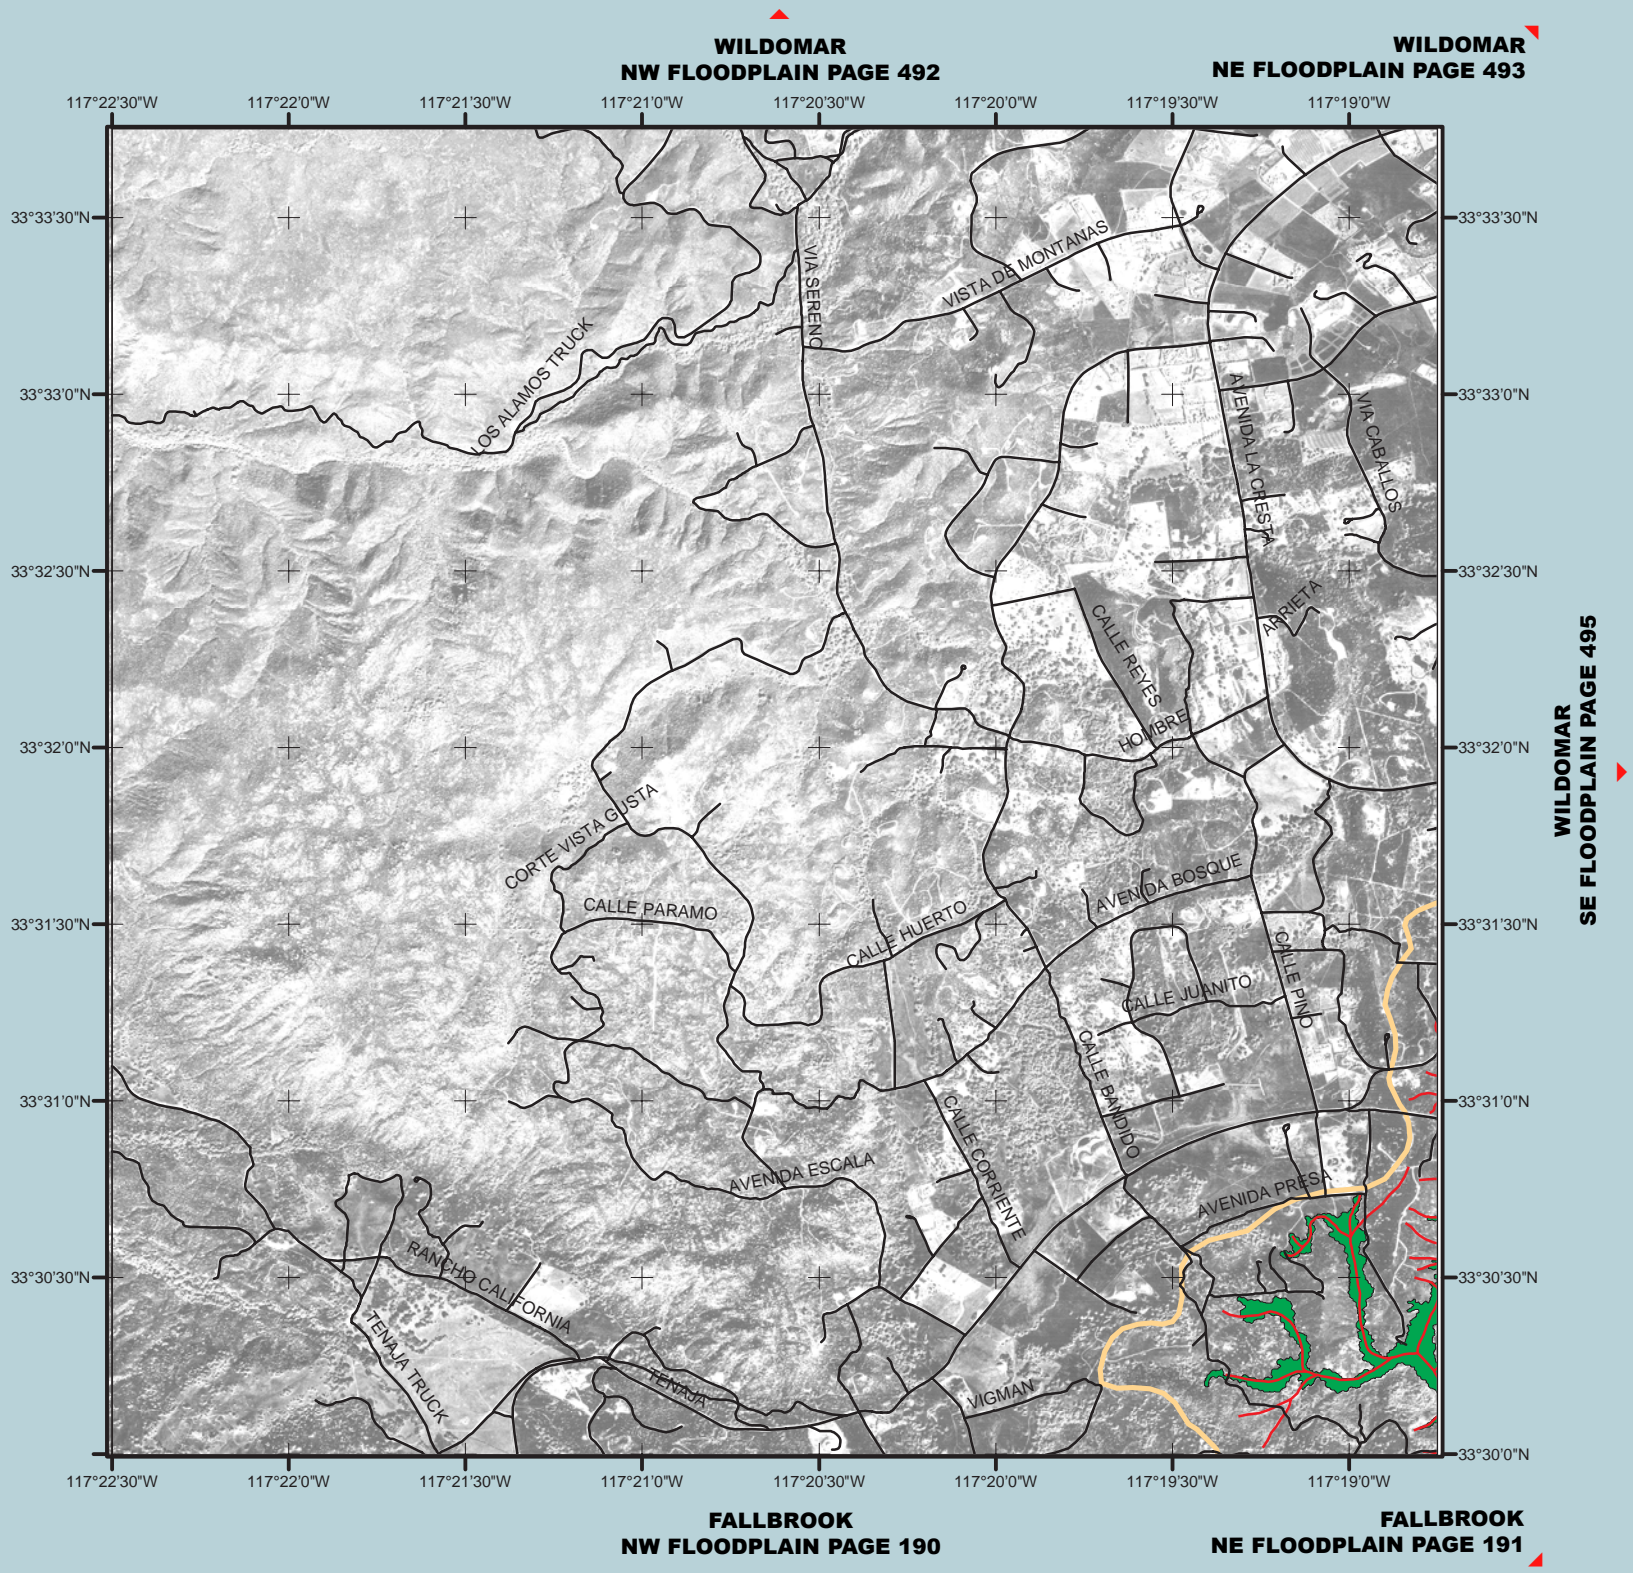 WILDOMAR
NW FLOODPLAIN PAGE 492
WILDOMAR
NE FLOODPLAIN PAGE 493
117°22'30"W
117°22'0"W
117°21'30"W
117°21'0"W
117°20'30"W
117°20'0"W
117°19'30"W
117°19'0"W
33°33'30"N
33°33'30"N
VISTA DE MONTANAS
VIA SERENO
LOS ALAMOS TRUCK
33°33'0"N
33°33'0"N
AVENIDA LA CRESTA
VIA CABALLOS
33°32'30"N
33°32'30"N
ARRIETA
CALLE REYES
HOMBRE
WILDOMAR
SE FLOODPLAIN PAGE 495
33°32'0"N
33°32'0"N
CORTE VISTA GUSTA
AVENIDA BOSQUE
CALLE PARAMO
CALLE HUERTO
33°31'30"N
33°31'30"N
CALLE PINO
CALLE JUANITO
CALLE BANDIDO
33°31'0"N
33°31'0"N
CALLE CORRIENTE
AVENIDA ESCALA
AVENIDA PRESA
RANCHO CALIFORNIA
33°30'30"N
33°30'30"N
TENAJA TRUCK
TENAJA
VIGMAN
33°30'0"N
117°22'30"W
117°22'0"W
117°21'30"W
117°21'0"W
117°20'30"W
117°20'0"W
117°19'30"W
117°19'0"W
FALLBROOK
NW FLOODPLAIN PAGE 190
FALLBROOK
NE FLOODPLAIN PAGE 191